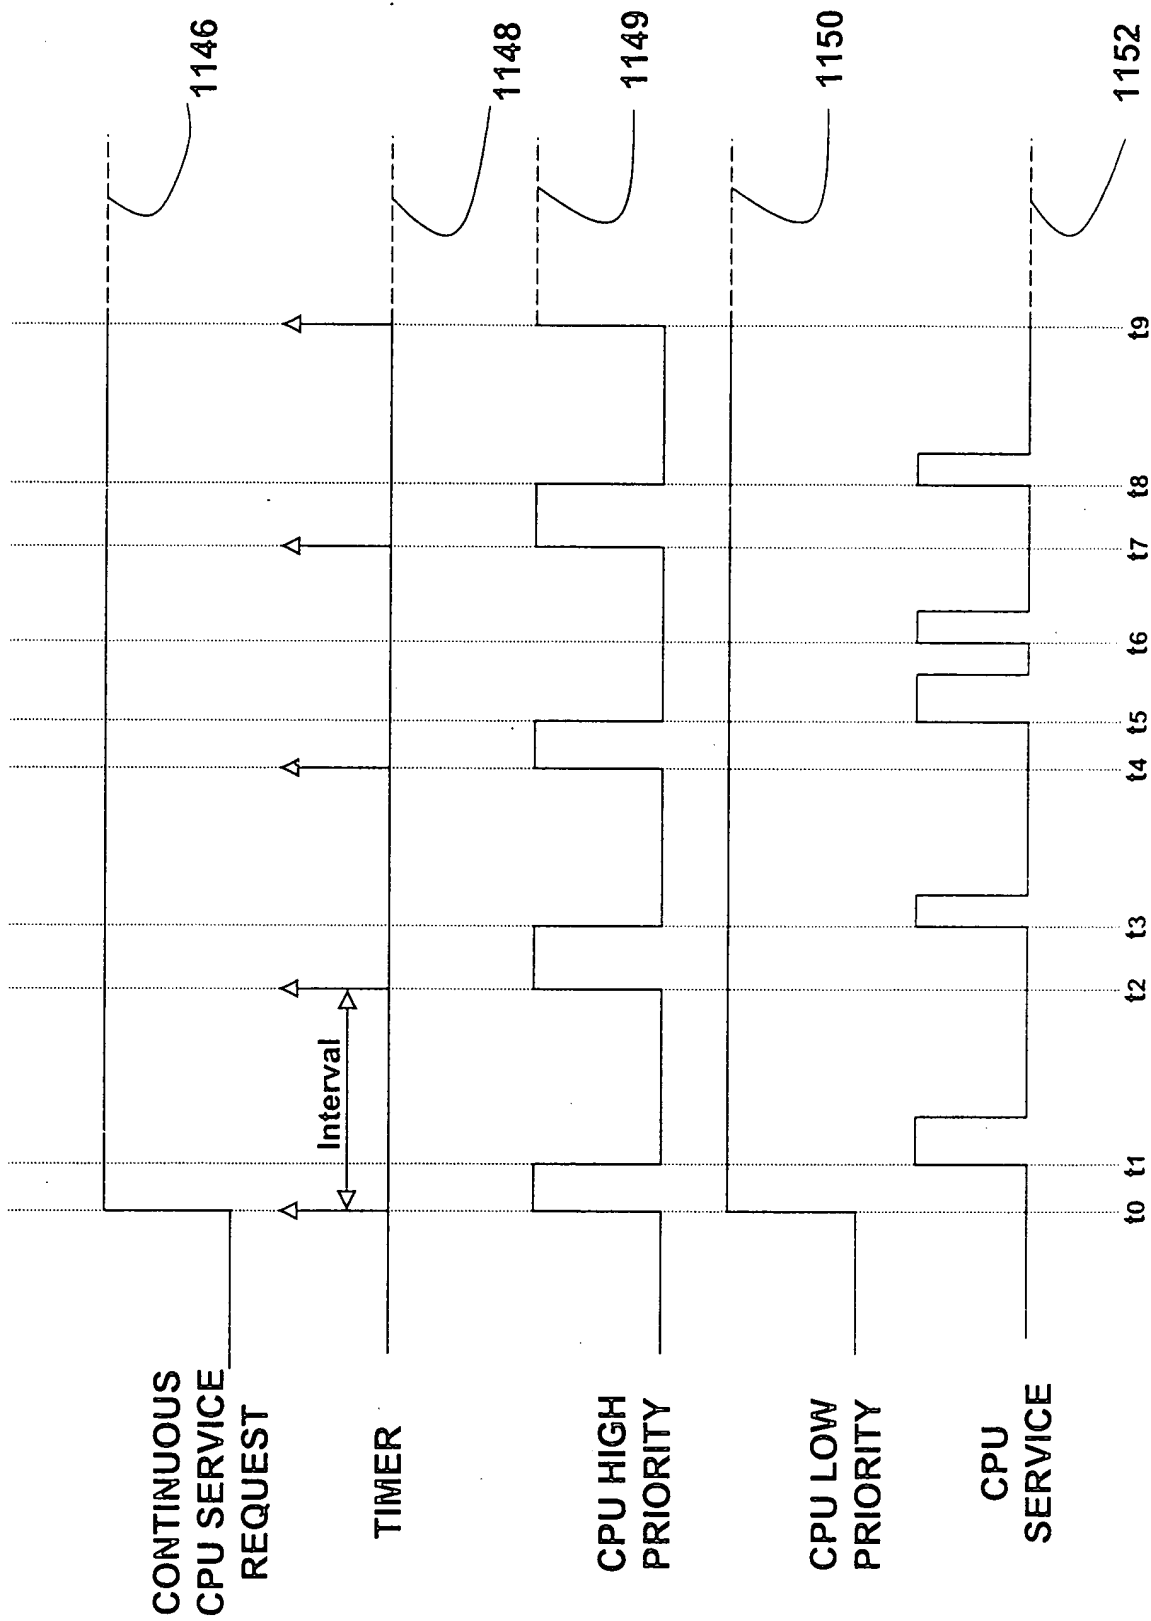 CONTINUOUS
CPU SERVICE
REQUEST
1146
Interval
TIMER
1148
CPU HIGH
PRIORITY
1149
CPU LOW
PRIORITY
1150
CPU
SERVICE
1152
t0 t1 t2 t3 t4 t5 t6 t7 t8 t9